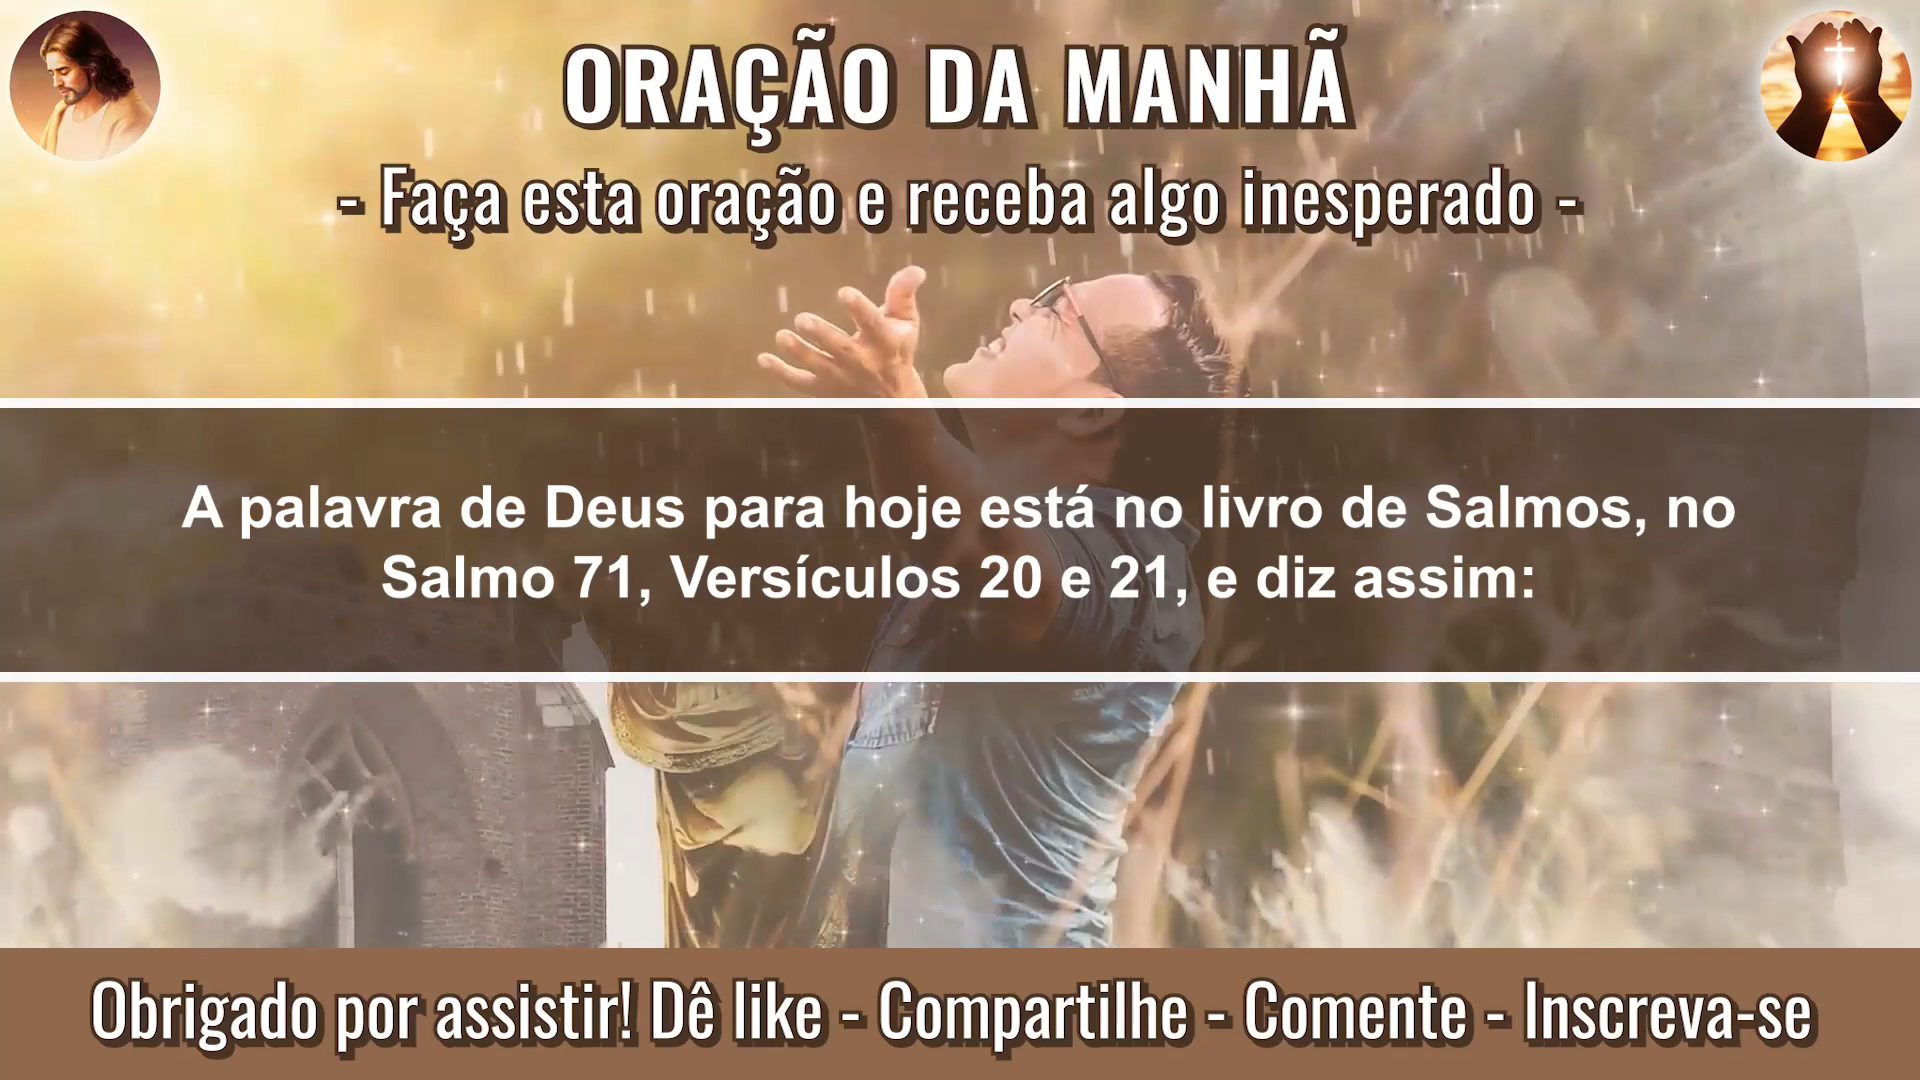 ORAÇÃO DA MANHÃ
- Faça esta oração e receba algo inesperado -
A palavra de Deus para hoje está no livro de Salmos, no
Salmo 71, Versículos 20 e 21, e diz assim:
Obrigado por assistir! Dê like - Compartilhe - Comente - Inscreva-se